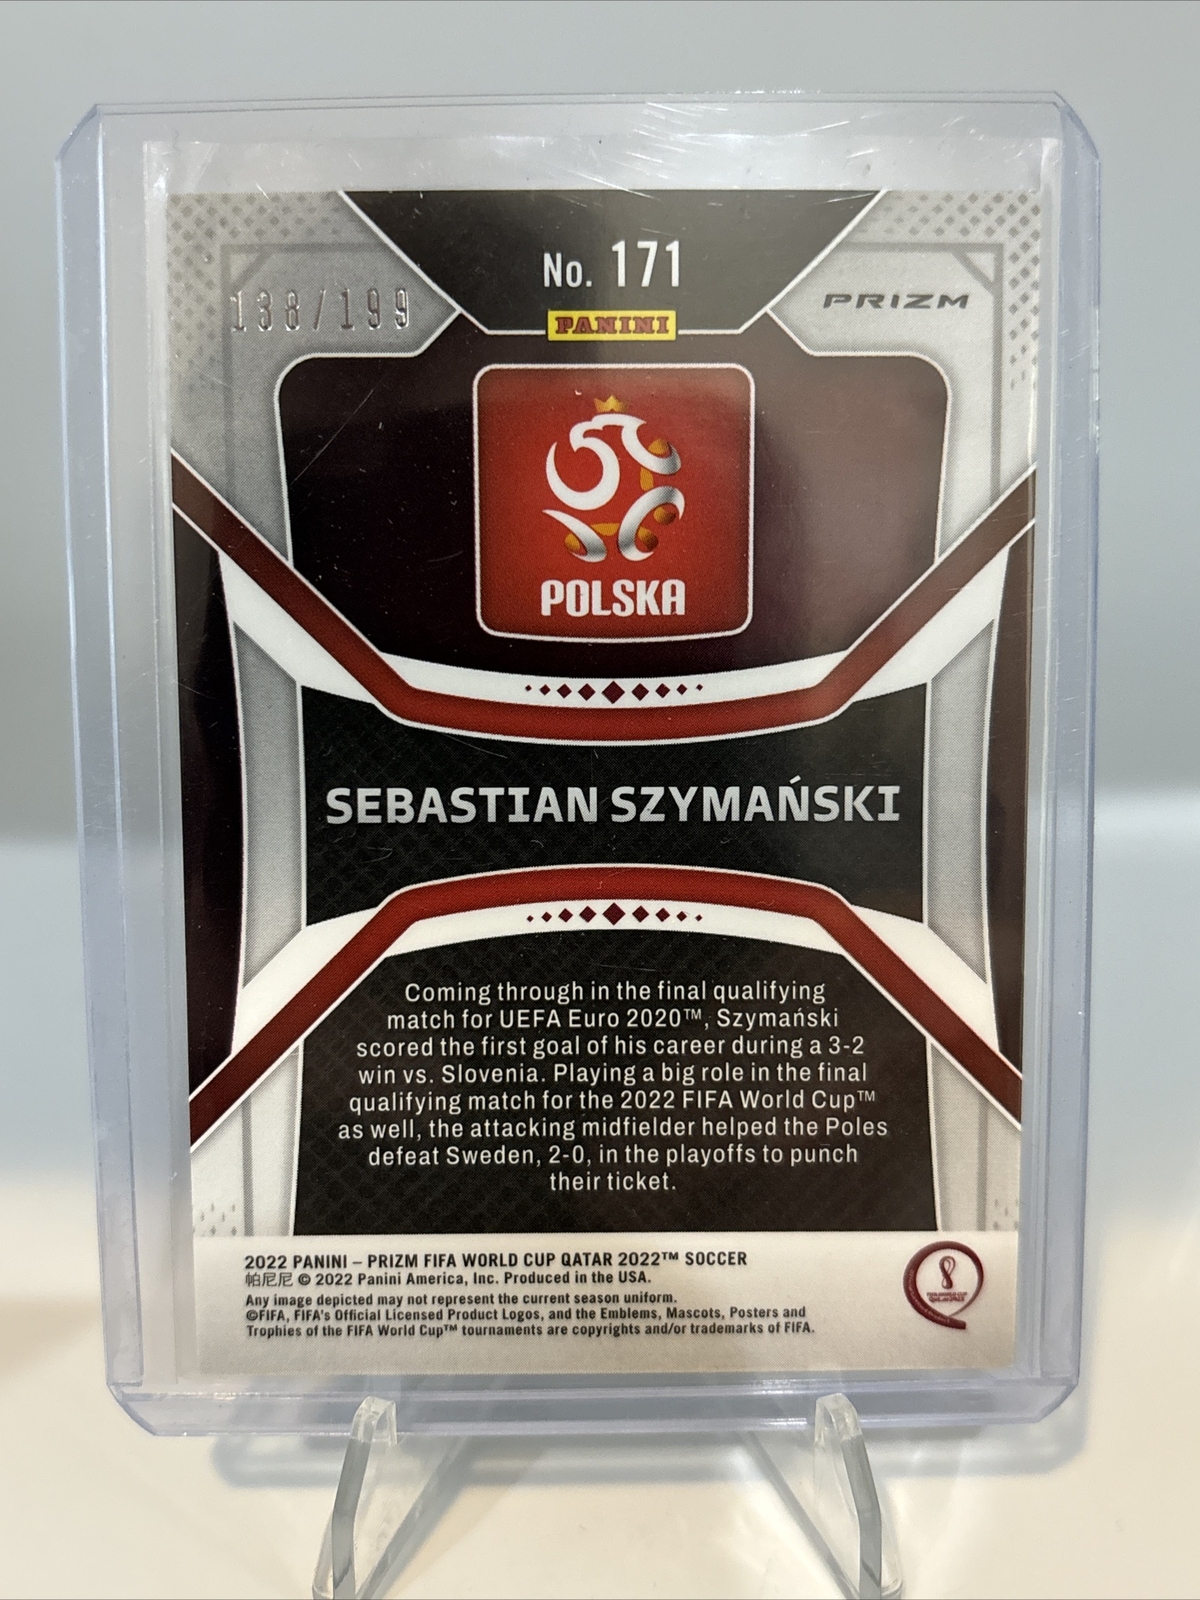 No. 171
138/199
PANINI
PRIZM
POLSKA
SEBASTIAN SZYMAŃSKI
Coming through in the final qualifying
match for UEFA Euro 2020™, Szymański
scored the first goal of his career during a 3-2
win vs. Slovenia. Playing a big role in the final
qualifying match for the 2022 FIFA World Cup™
as well, the attacking midfielder helped the Poles
defeat Sweden, 2-0, in the playoffs to punch
their ticket.
2022 PANINI – PRIZM FIFA WORLD CUP QATAR 2022™ SOCCER
帕尼尼 © 2022 Panini America, Inc. Produced in the USA.
Any image depicted may not represent the current season uniform.
©FIFA, FIFA's Official Licensed Product Logos, and the Emblems, Mascots, Posters and
Trophies of the FIFA World Cup™ tournaments are copyrights and/or trademarks of FIFA.